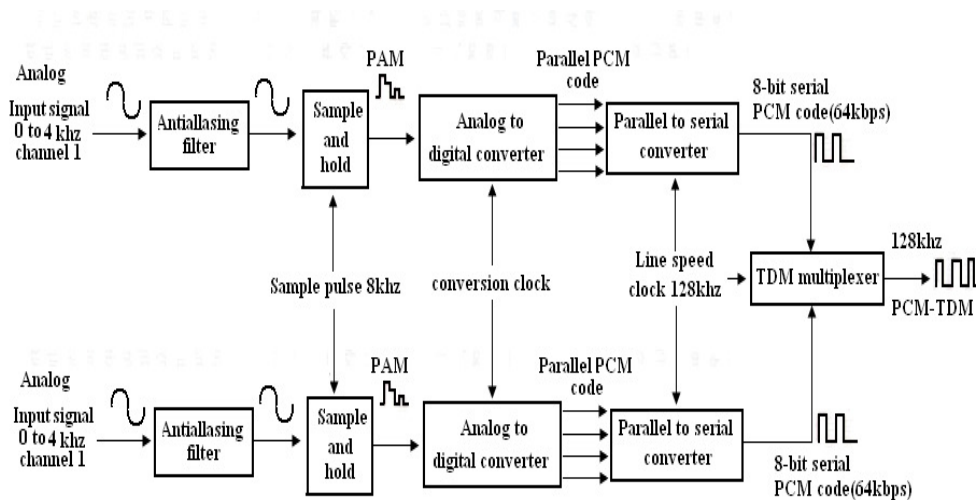 Analog
Input signal
0 to 4 khz
channel 1
Antiallasing
filter
Sample
and
hold
PAM
Analog to
digital converter
Parallel PCM
code
Parallel to serial
converter
8-bit serial
PCM code(64kbps)
Sample pulse 8khz
conversion clock
Line speed
clock 128khz
TDM multiplexer
128khz
PCM-TDM
Analog
Input signal
0 to 4 khz
channel 1
Antiallasing
filter
Sample
and
hold
PAM
Analog to
digital converter
Parallel PCM
code
Parallel to serial
converter
8-bit serial
PCM code(64kbps)